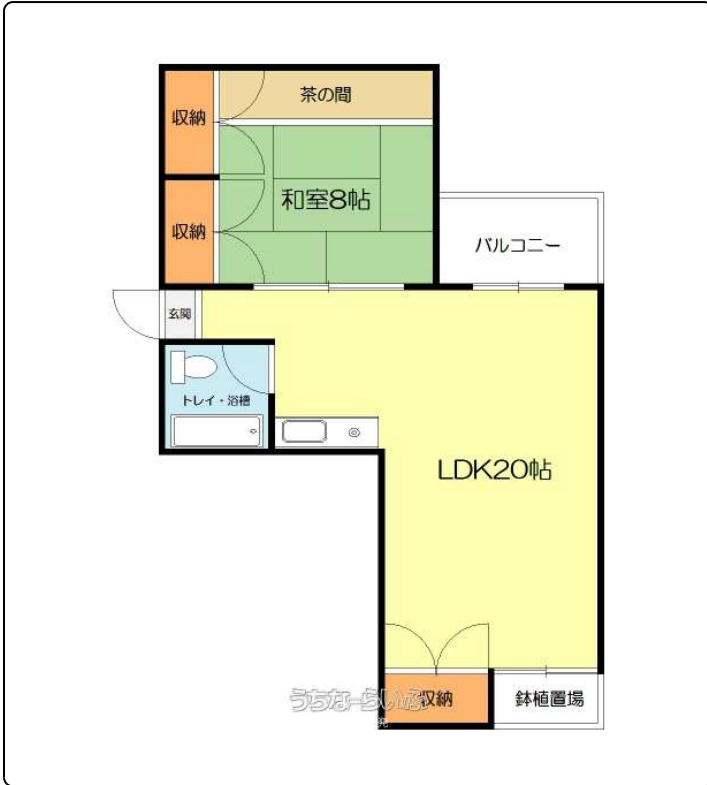 茶の間
収納
和室8帖
収納
バルコニー
玄関
トレイ・浴槽
LDK20帖
うちなーらいふ
収納
鉢植置場
発